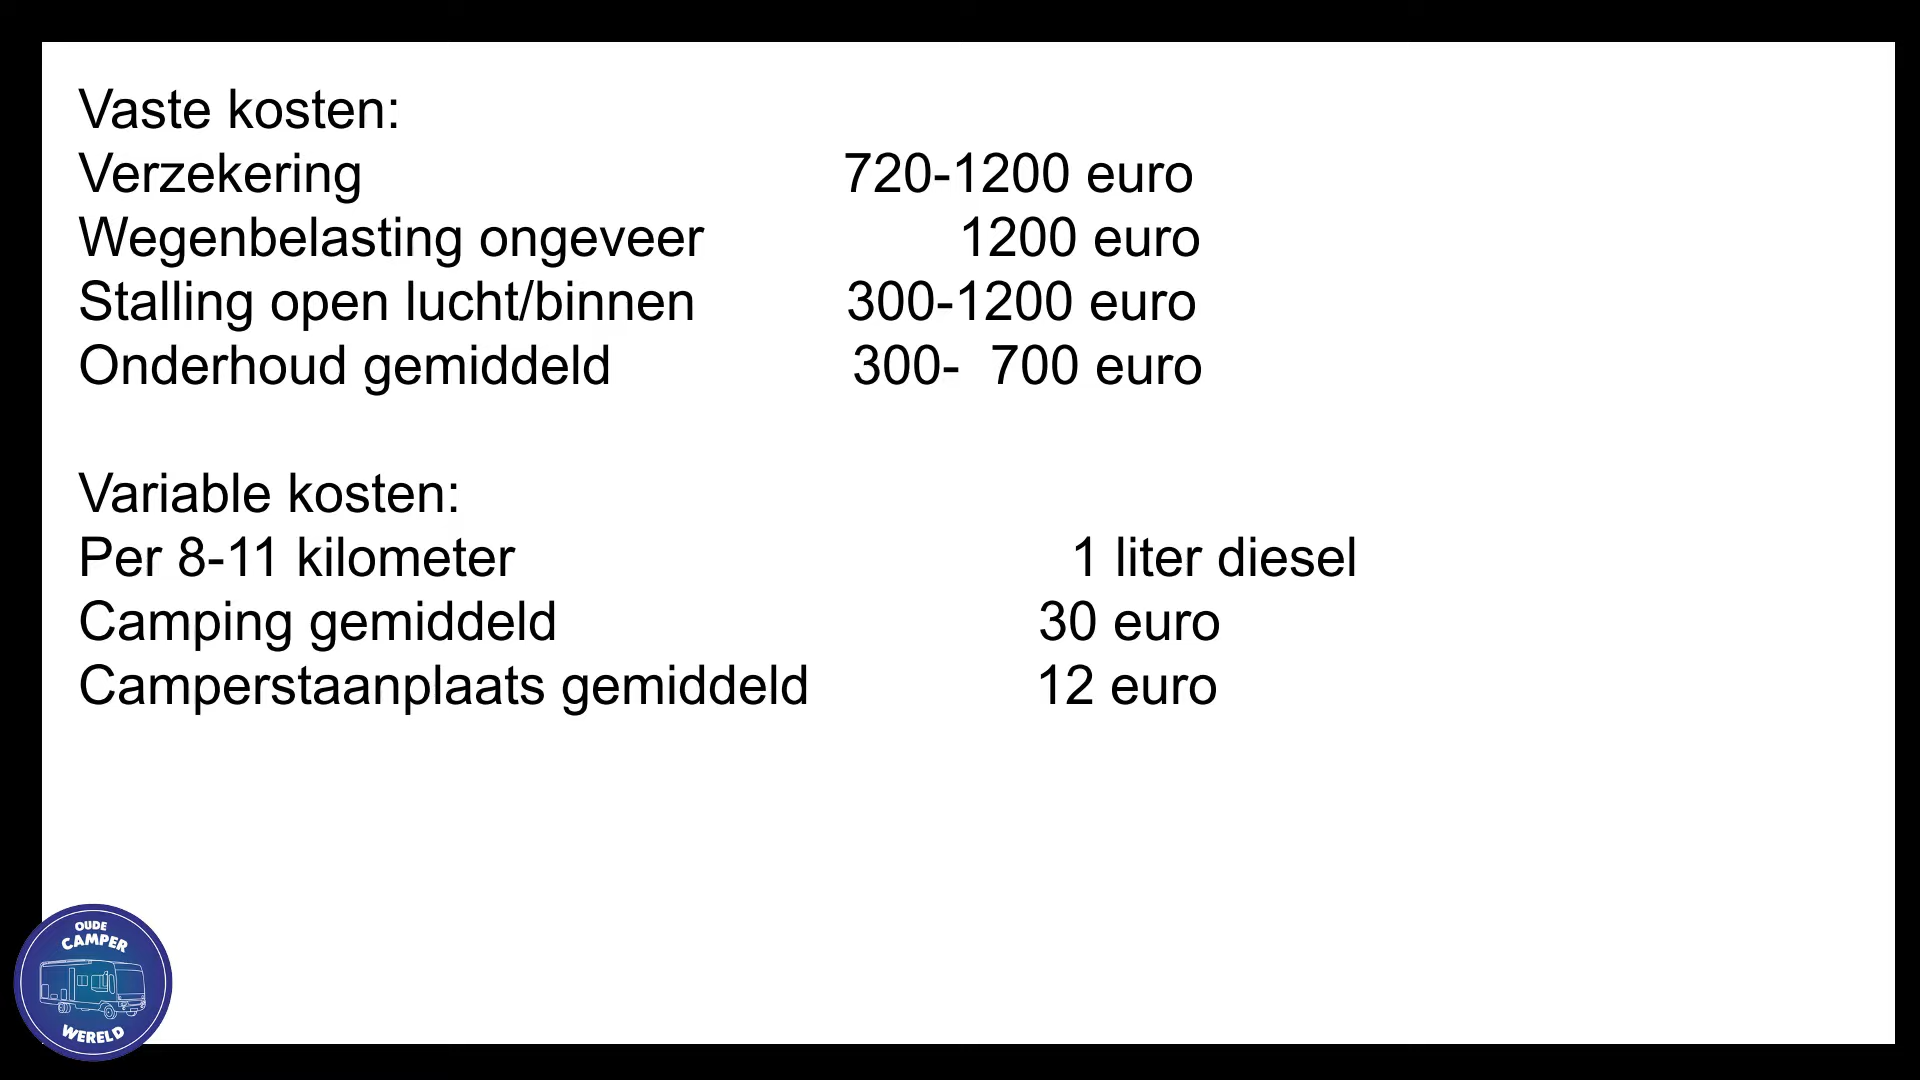 Vaste kosten:
Verzekering 720-1200 euro
Wegenbelasting ongeveer 1200 euro
Stalling open lucht/binnen 300-1200 euro
Onderhoud gemiddeld 300- 700 euro
Variable kosten:
Per 8-11 kilometer 1 liter diesel
Camping gemiddeld 30 euro
Camperstaanplaats gemiddeld 12 euro
OUDE
CAMPER
WERELD